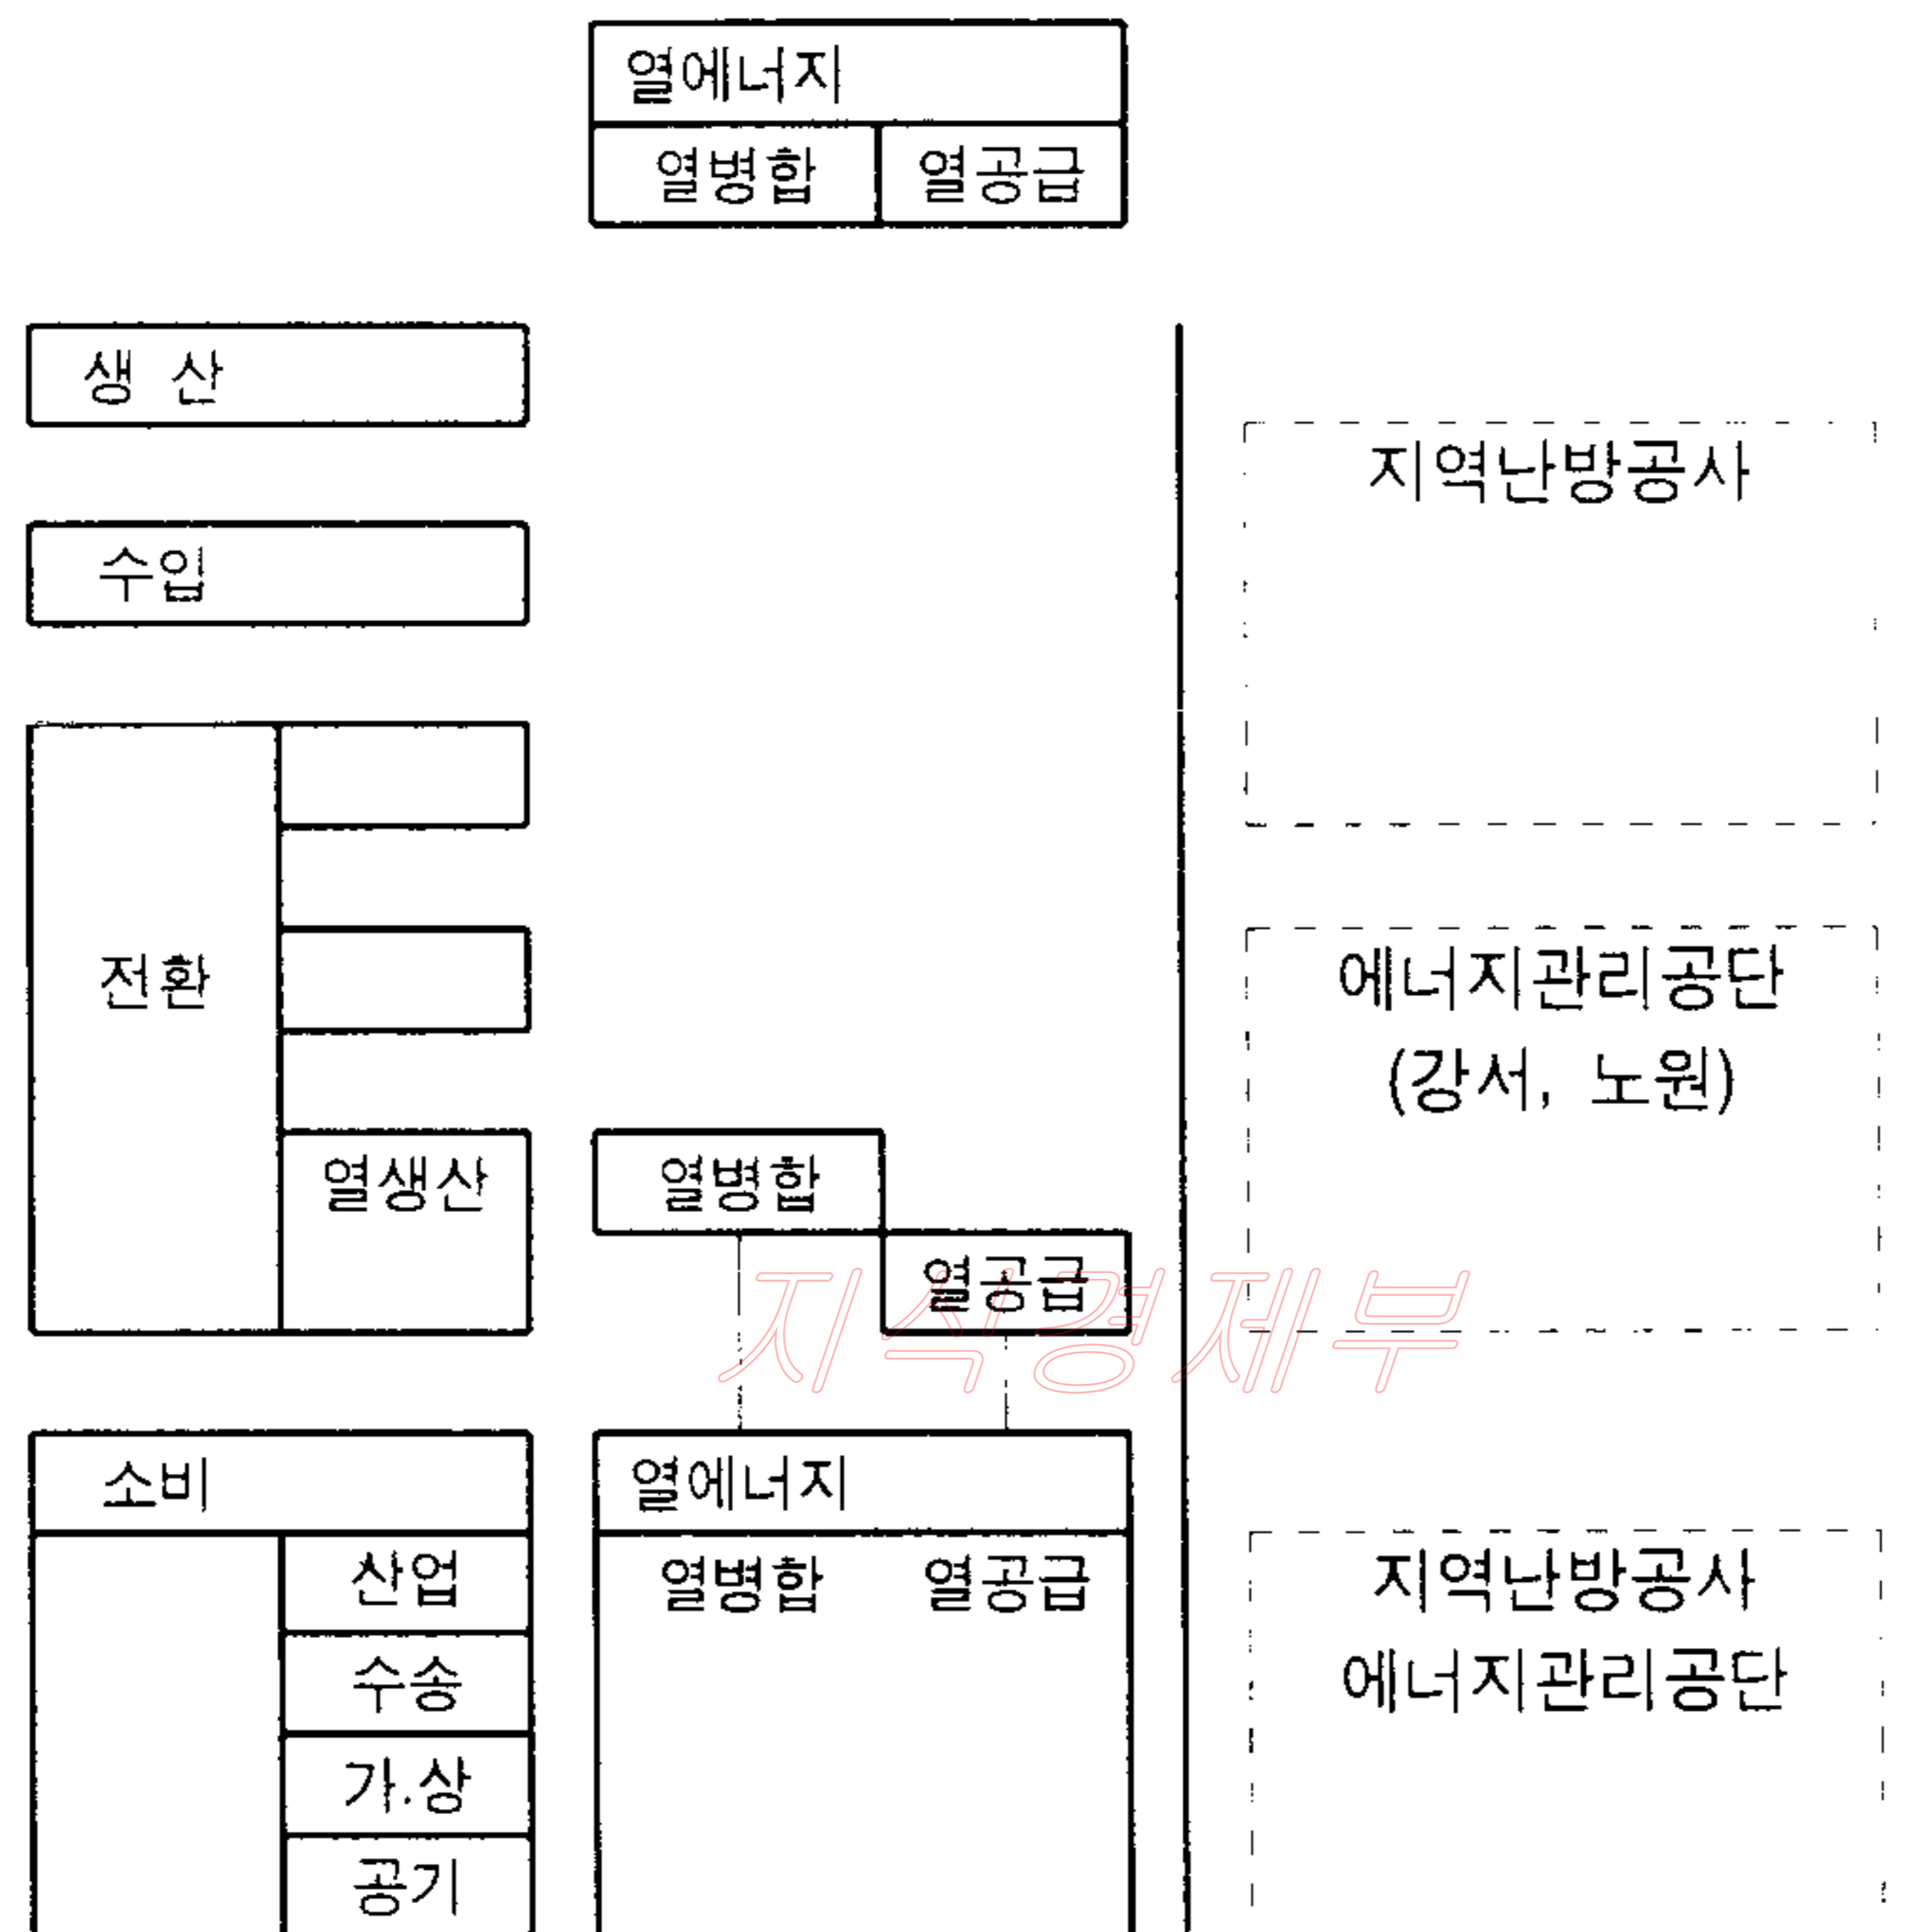 열에너지
열병합 열공급
생 산
지역난방공사
수입
전환
에너지관리공단
(강서, 노원)
열생산 열병합
열공급
지식경제부
소비 열에너지
산업 열병합 열공급 지역난방공사
수송 에너지관리공단
가.상
공기